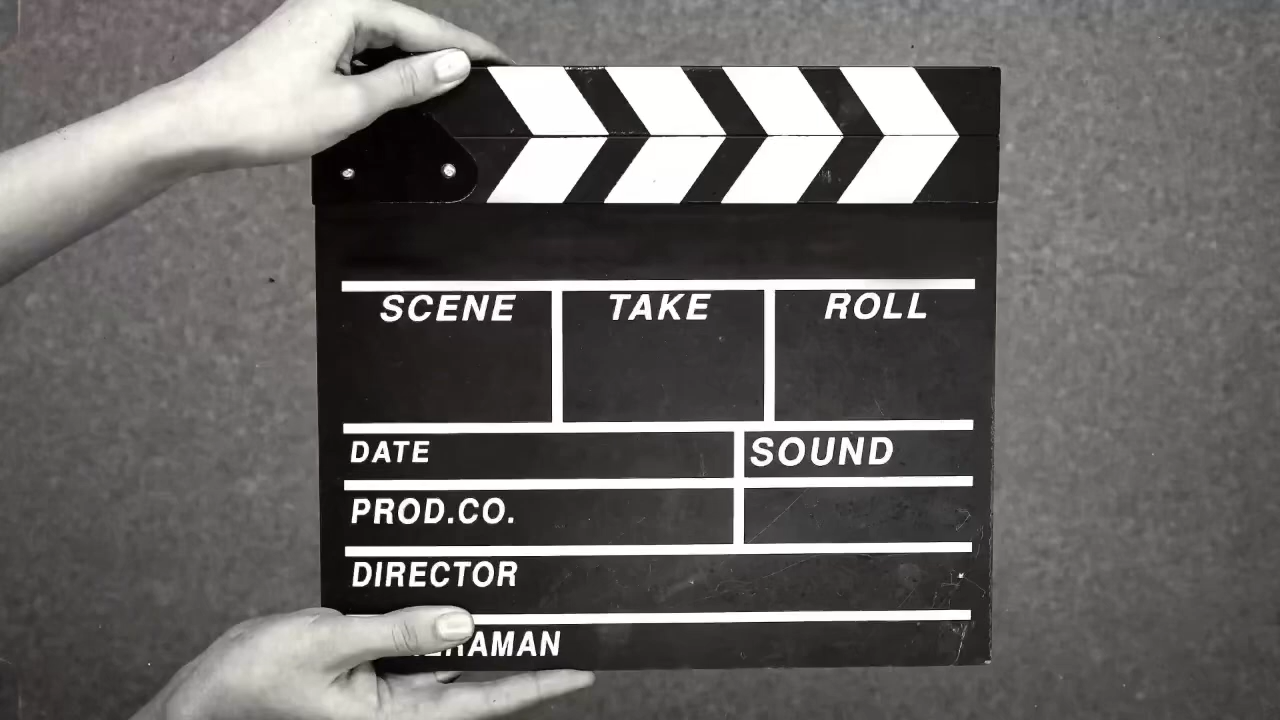 SCENE TAKE ROLL
DATE SOUND
PROD.CO.
DIRECTOR